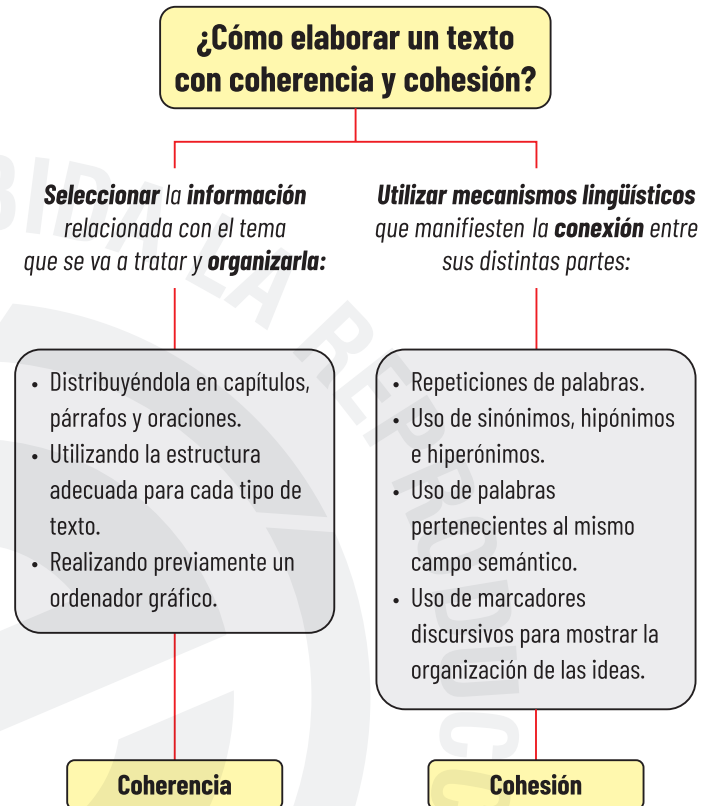 ¿Cómo elaborar un texto
con coherencia y cohesión?
Seleccionar la información
relacionada con el tema
que se va a tratar y organizarla:
• Distribuyéndola en capítulos,
párrafos y oraciones.
• Utilizando la estructura
adecuada para cada tipo de
texto.
• Realizando previamente un
ordenador gráfico.
Coherencia
Utilizar mecanismos lingüísticos
que manifiesten la conexión entre
sus distintas partes:
• Repeticiones de palabras.
• Uso de sinónimos, hipónimos
e hiperónimos.
• Uso de palabras
pertenecientes al mismo
campo semántico.
• Uso de marcadores
discursivos para mostrar la
organización de las ideas.
Cohesión
BIDA LA REPRODUCC